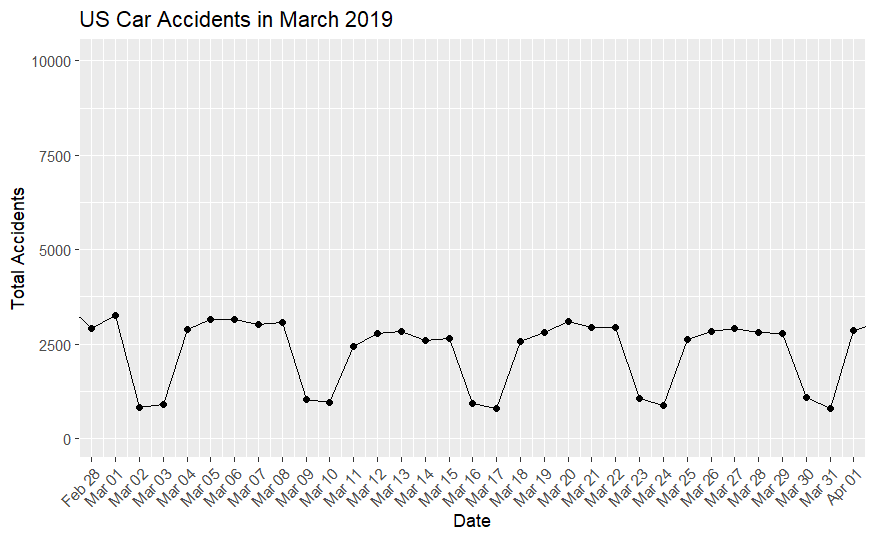 US Car Accidents in March 2019
Total Accidents
10000
7500
5000
2500
0
Feb 28
Mar 01
Mar 02
Mar 03
Mar 04
Mar 05
Mar 06
Mar 07
Mar 08
Mar 09
Mar 10
Mar 11
Mar 12
Mar 13
Mar 14
Mar 15
Mar 16
Mar 17
Mar 18
Mar 19
Mar 20
Mar 21
Mar 22
Mar 23
Mar 24
Mar 25
Mar 26
Mar 27
Mar 28
Mar 29
Mar 30
Mar 31
Apr 01
Date